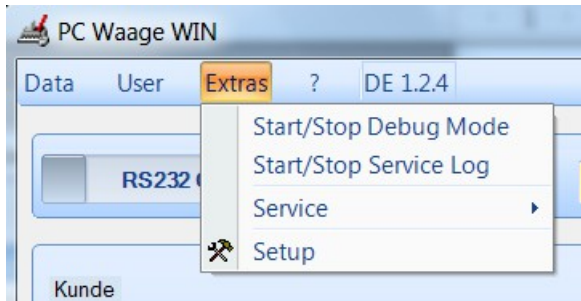 PC Waage WIN
Data User Extras ? DE 1.2.4
Start/Stop Debug Mode
Start/Stop Service Log
RS232
Service
Setup
Kunde